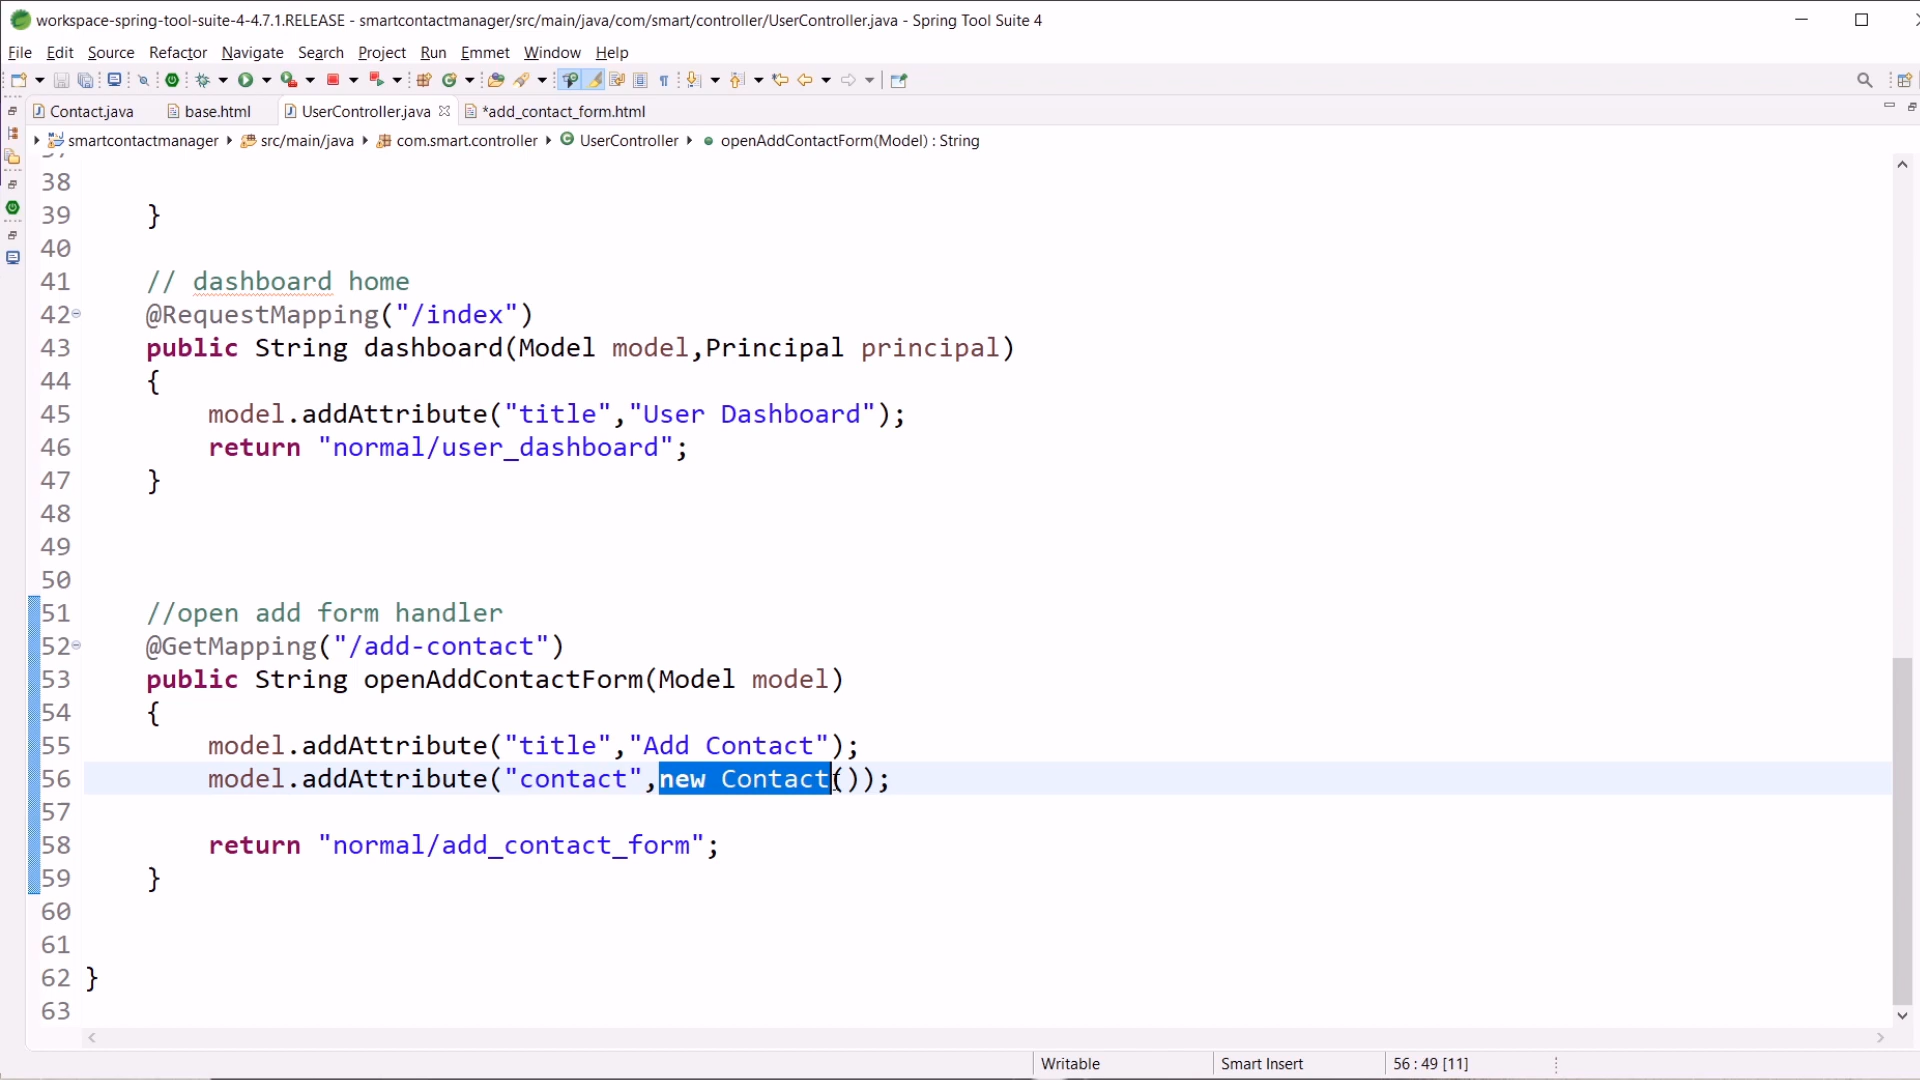 workspace-spring-tool-suite-4-4.7.1.RELEASE - smartcontactmanager/src/main/java/com/smart/controller/UserController.java - Spring Tool Suite 4
File Edit Source Refactor Navigate Search Project Run Emmet Window Help
Contact.java base.html UserController.java *add_contact_form.html
smartcontactmanager src/main/java com.smart.controller UserController openAddContactForm(Model) : String
38
39 }
40
41 // dashboard home
42 @RequestMapping("/index")
43 public String dashboard(Model model,Principal principal)
44 {
45 model.addAttribute("title","User Dashboard");
46 return "normal/user_dashboard";
47 }
48
49
50
51 //open add form handler
52 @GetMapping("/add-contact")
53 public String openAddContactForm(Model model)
54 {
55 model.addAttribute("title","Add Contact");
56 model.addAttribute("contact",new Contact());
57
58 return "normal/add_contact_form";
59 }
60
61
62 }
63
Writable Smart Insert 56 : 49 [11]